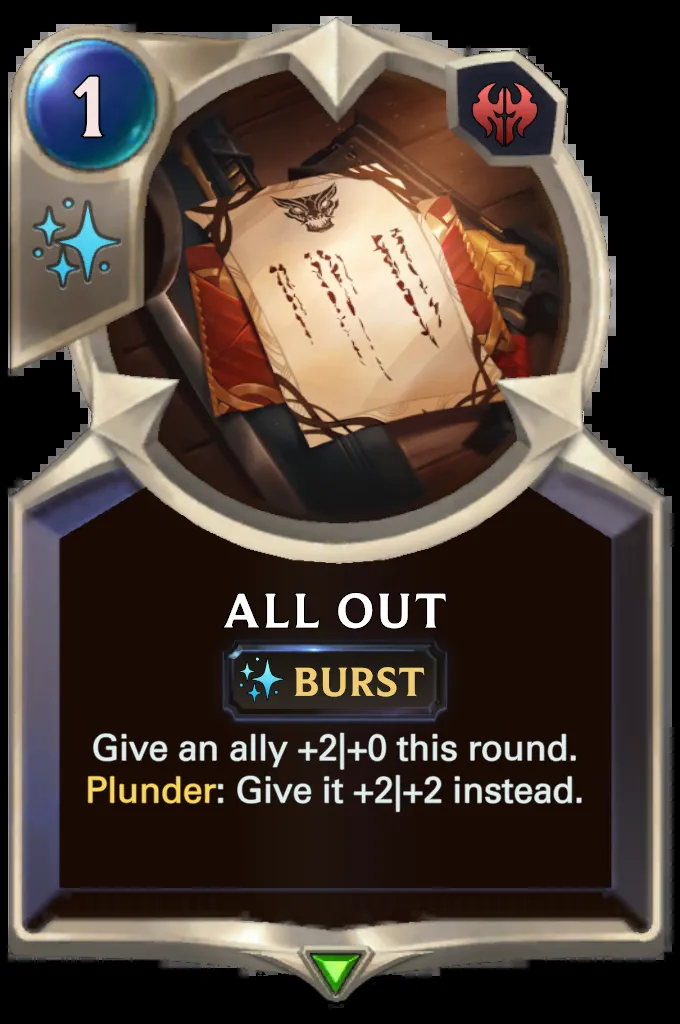 1
ALL OUT
BURST
Give an ally +2|+0 this round.
Plunder: Give it +2|+2 instead.